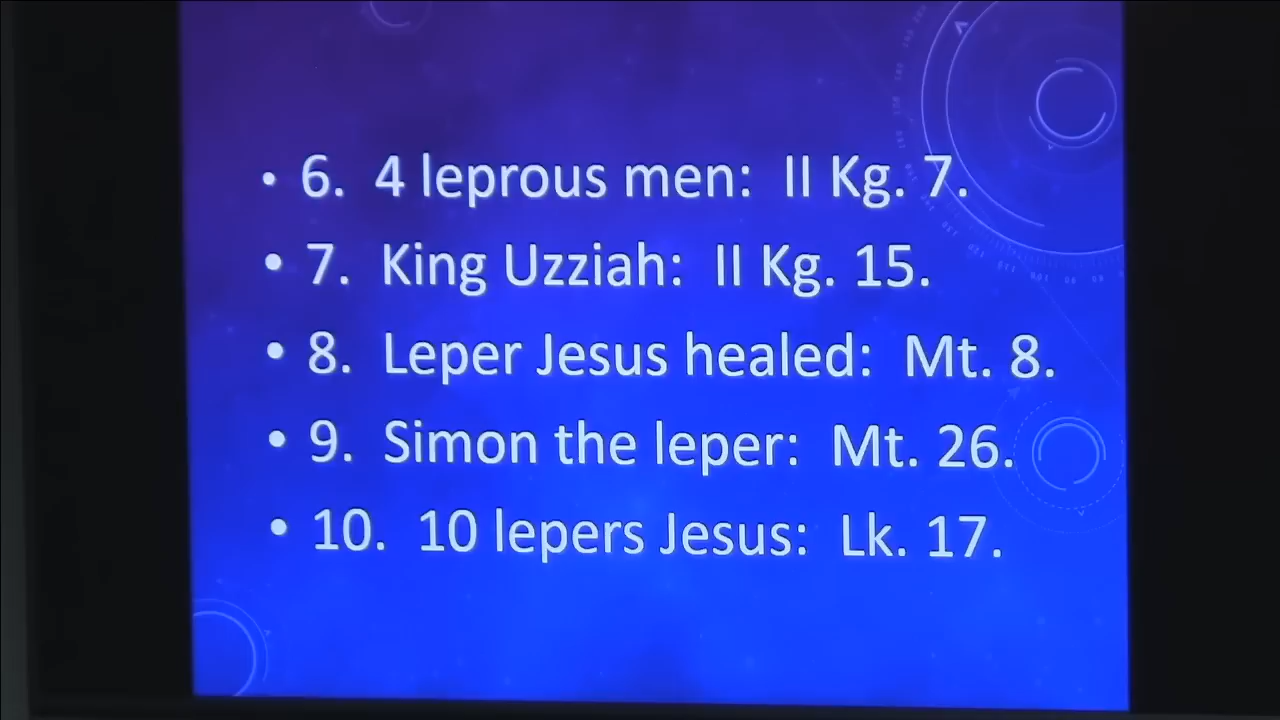 • 6. 4 leprous men: II Kg. 7.
• 7. King Uzziah: II Kg. 15.
• 8. Leper Jesus healed: Mt. 8.
• 9. Simon the leper: Mt. 26.
• 10. 10 lepers Jesus: Lk. 17.